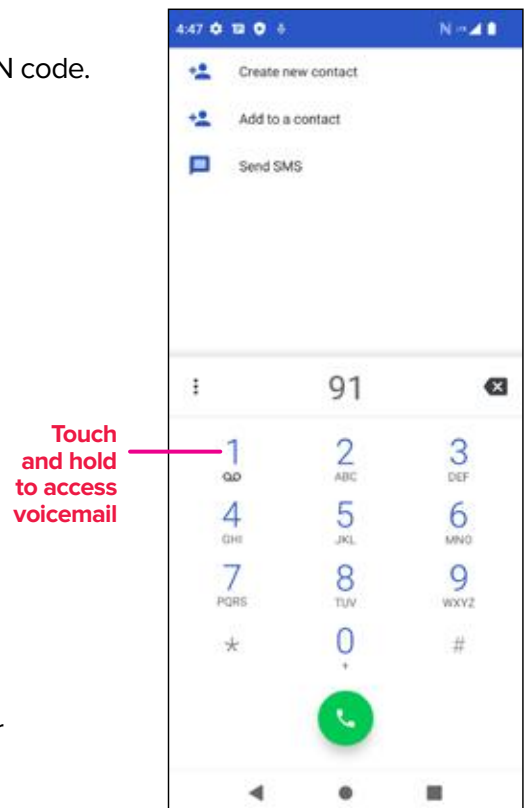 N code.
4:47
N
Create new contact
Add to a contact
Send SMS
91
1 2 3
ABC DEF
4 5 6
GHI JKL MNO
7 8 9
PQRS TUV WXYZ
* 0 #
+
Touch
and hold
to access
voicemail